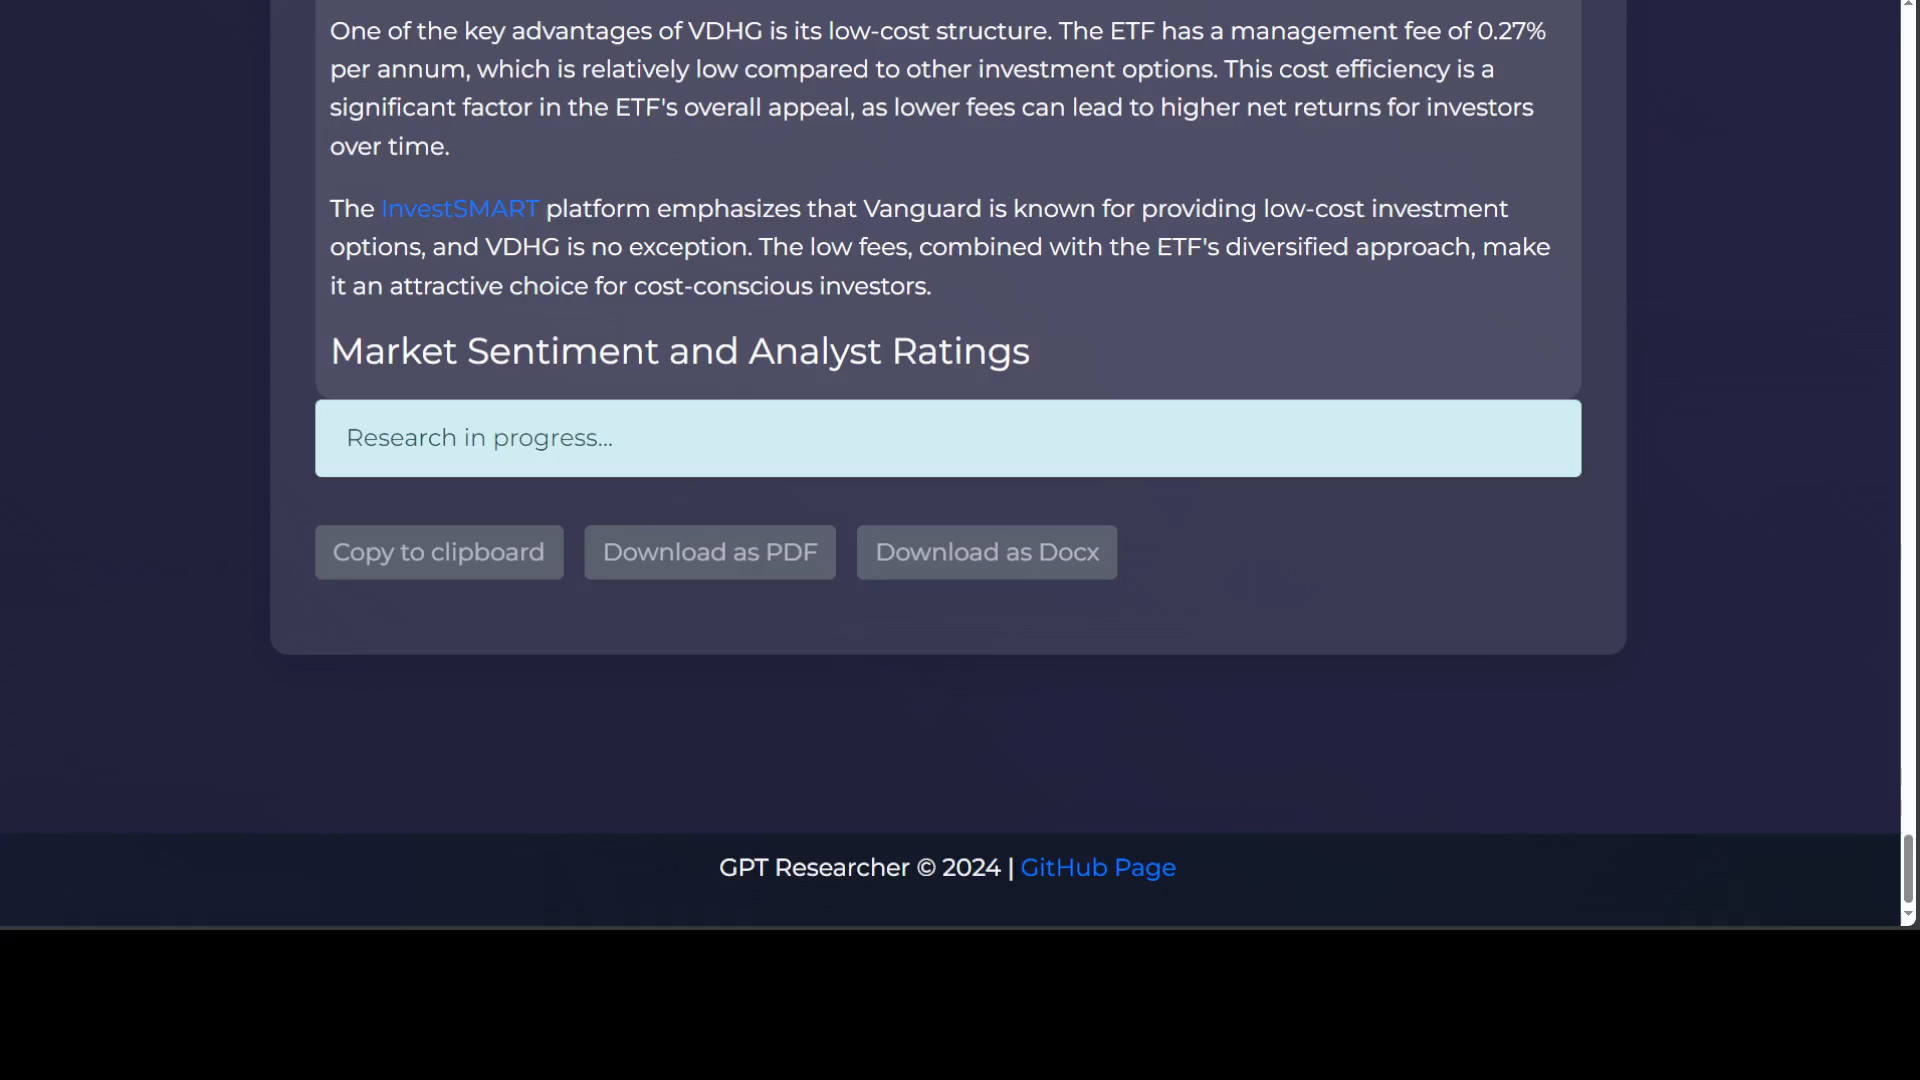 One of the key advantages of VDHG is its low-cost structure. The ETF has a management fee of 0.27%
per annum, which is relatively low compared to other investment options. This cost efficiency is a
significant factor in the ETF's overall appeal, as lower fees can lead to higher net returns for investors
over time.
The InvestSMART platform emphasizes that Vanguard is known for providing low-cost investment
options, and VDHG is no exception. The low fees, combined with the ETF's diversified approach, make
it an attractive choice for cost-conscious investors.
Market Sentiment and Analyst Ratings
Research in progress...
Copy to clipboard Download as PDF Download as Docx
GPT Researcher © 2024 | GitHub Page